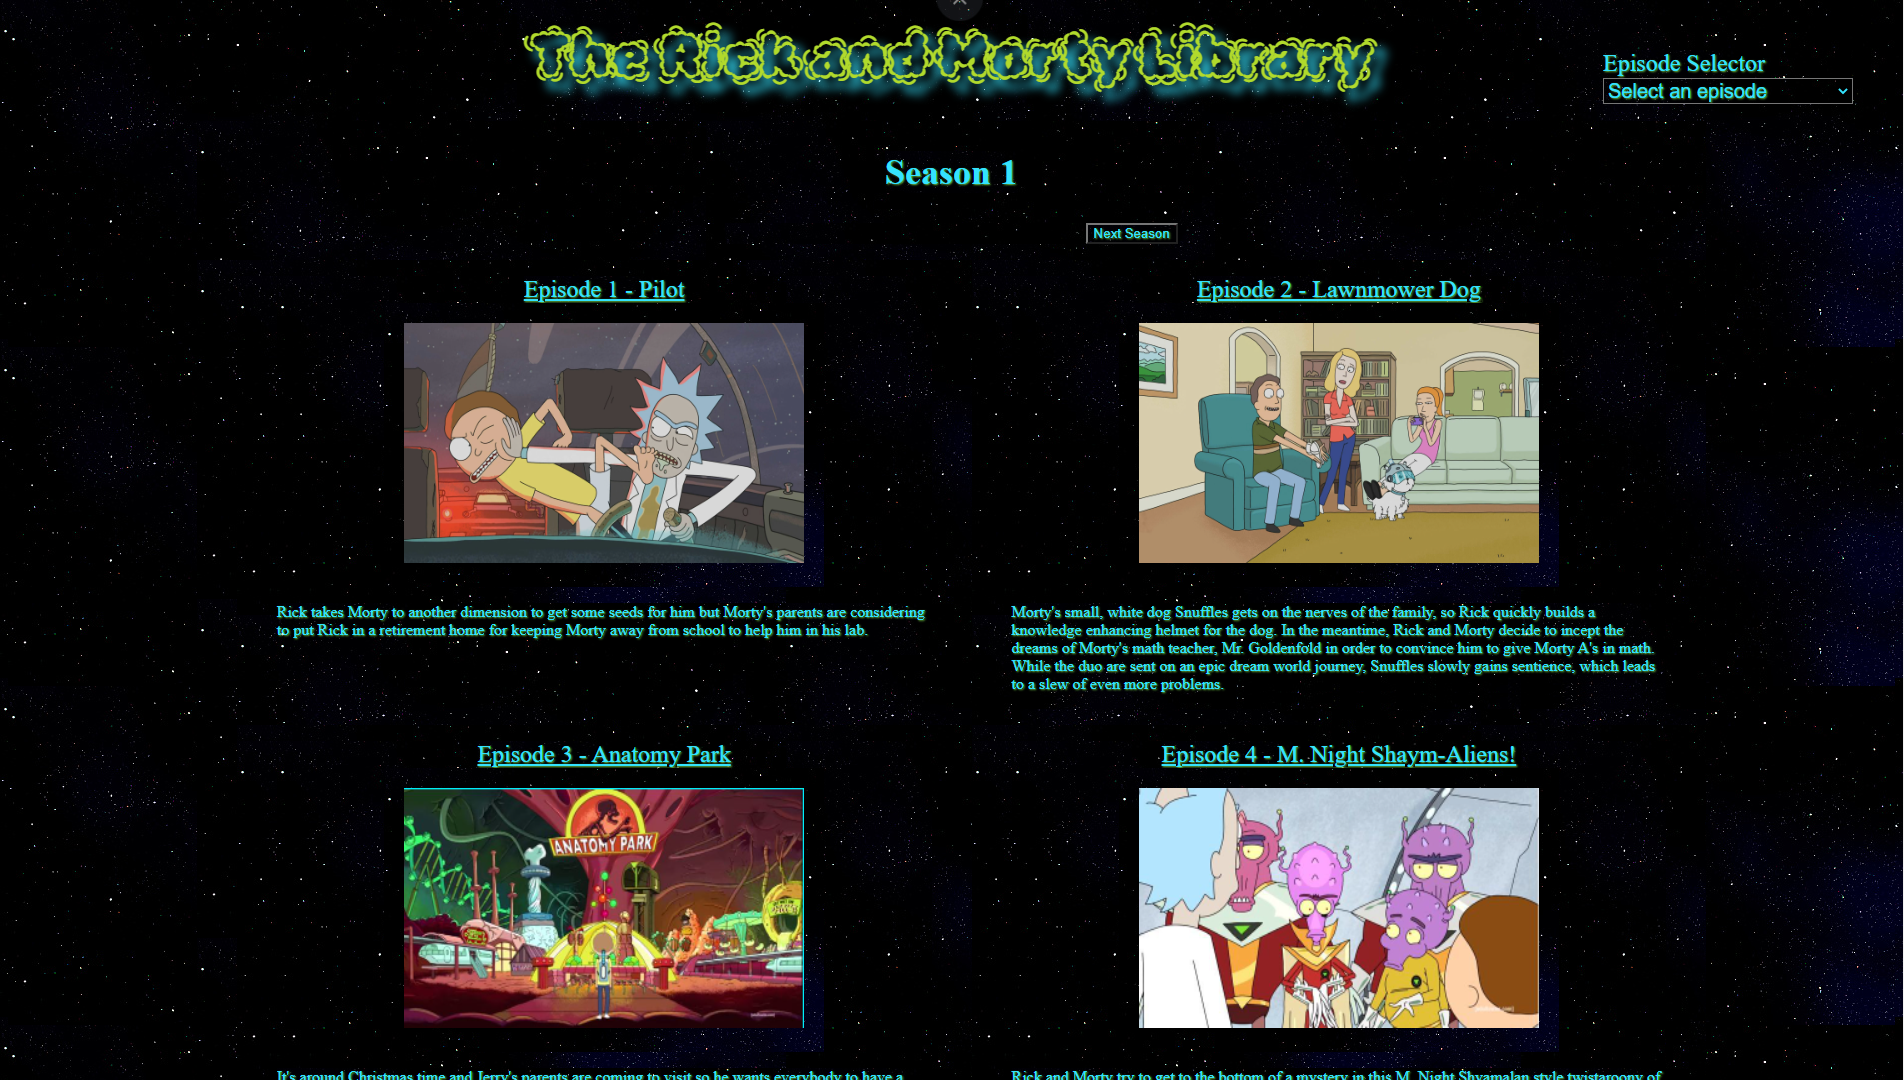 The Rick and Morty Library
Episode Selector
Select an episode
Season 1
Next Season
Episode 1 - Pilot
Episode 2 - Lawnmower Dog
Rick takes Morty to another dimension to get some seeds for him but Morty's parents are considering
to put Rick in a retirement home for keeping Morty away from school to help him in his lab.
Morty's small, white dog Snuffles gets on the nerves of the family, so Rick quickly builds a
knowledge enhancing helmet for the dog. In the meantime, Rick and Morty decide to incept the
dreams of Morty's math teacher, Mr. Goldenfold in order to convince him to give Morty A's in math.
While the duo are sent on an epic dream world journey, Snuffles slowly gains sentience, which leads
to a slew of even more problems.
Episode 3 - Anatomy Park
Episode 4 - M. Night Shaym-Aliens!
ANATOMY PARK
It's around Christmas time and Jerry's parents are coming to visit so he wants everybody to have a
Rick and Morty try to get to the bottom of a mystery in this M. Night Shyamalan style twistaroony of